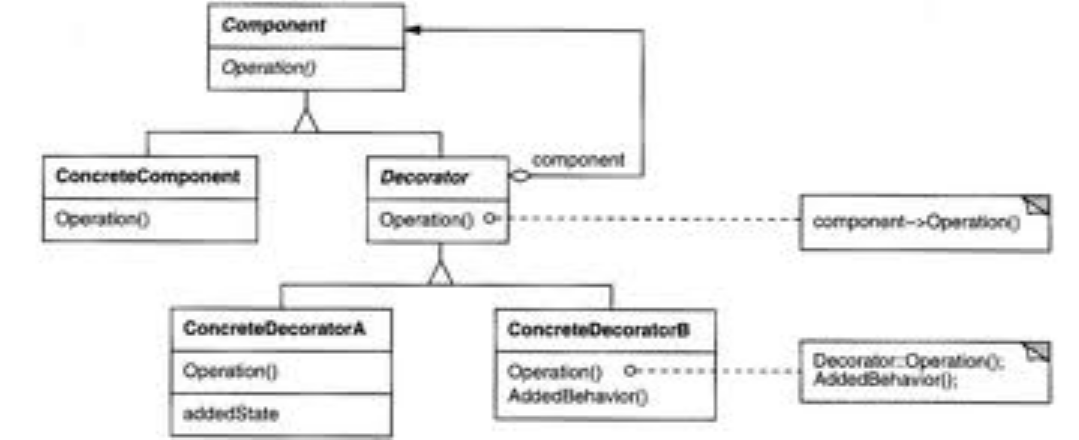 Component
Operation()
ConcreteComponent
Operation()
Decorator
Operation()
component
component->Operation()
ConcreteDecoratorA
Operation()
addedState
ConcreteDecoratorB
Operation()
AddedBehavior()
Decorator::Operation();
AddedBehavior();